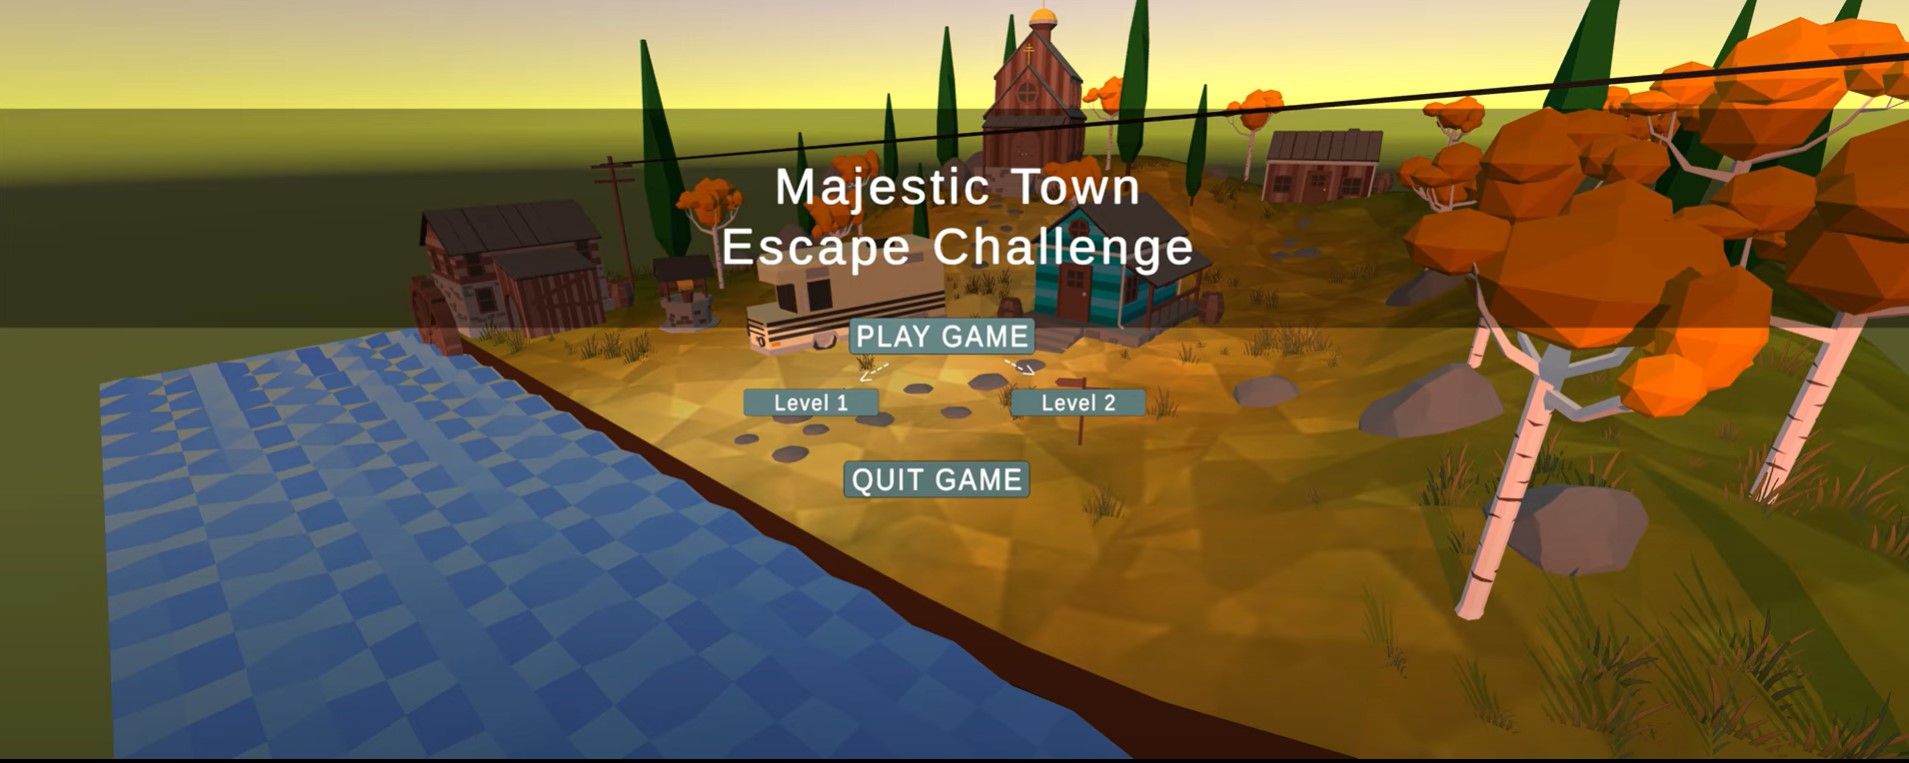 Majestic Town
Escape Challenge
PLAY GAME
Level 1
Level 2
QUIT GAME